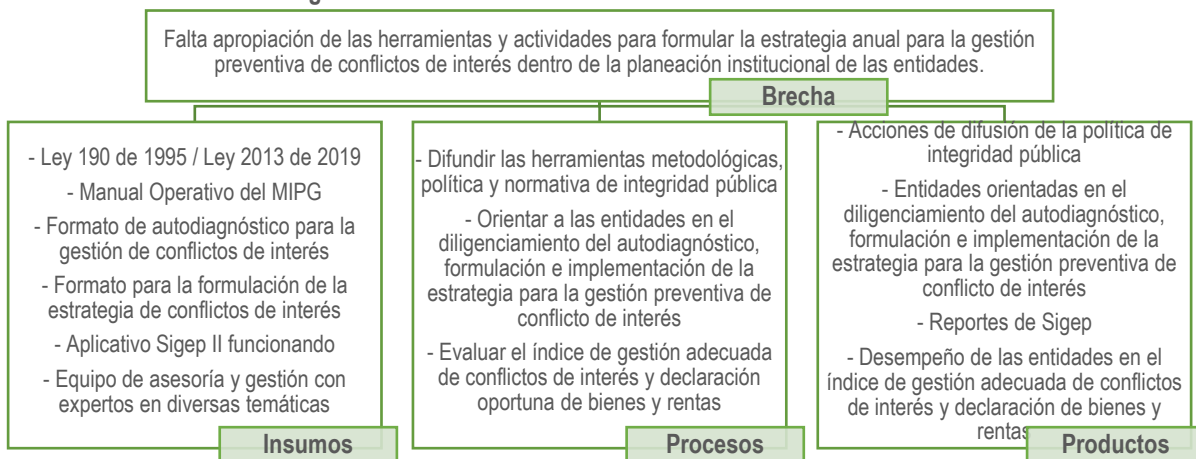 Falta apropiación de las herramientas y actividades para formular la estrategia anual para la gestión
preventiva de conflictos de interés dentro de la planeación institucional de las entidades.
Brecha
- Ley 190 de 1995 / Ley 2013 de 2019
- Manual Operativo del MIPG
- Formato de autodiagnóstico para la
gestión de conflictos de interés
- Formato para la formulación de la
estrategia de conflictos de interés
- Aplicativo Sigep II funcionando
- Equipo de asesoría y gestión con
expertos en diversas temáticas
Insumos
- Difundir las herramientas metodológicas,
política y normativa de integridad pública
- Orientar a las entidades en el
diligenciamiento del autodiagnóstico,
formulación e implementación de la
estrategia para la gestión preventiva de
conflicto de interés
- Evaluar el índice de gestión adecuada
de conflictos de interés y declaración
oportuna de bienes y rentas
Procesos
- Acciones de difusión de la política de
integridad pública
- Entidades orientadas en el
diligenciamiento del autodiagnóstico,
formulación e implementación de la
estrategia para la gestión preventiva de
conflicto de interés
- Reportes de Sigep
- Desempeño de las entidades en el
índice de gestión adecuada de conflictos
de interés y declaración de bienes y
rentas
Productos